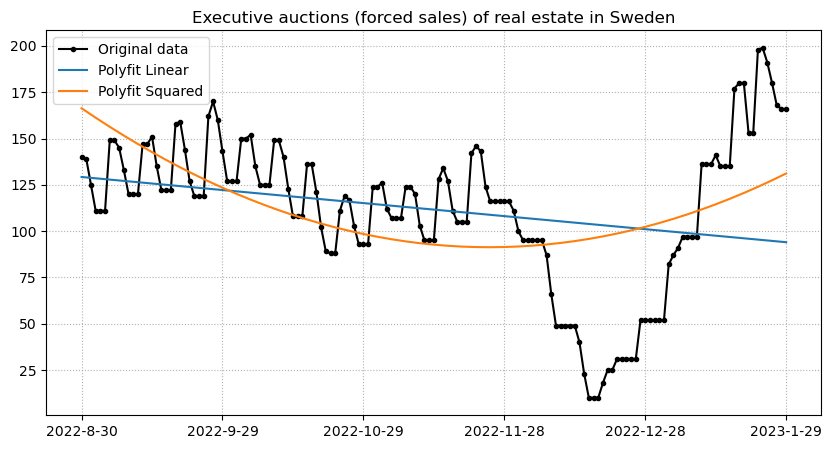 Executive auctions (forced sales) of real estate in Sweden
Original data
Polyfit Linear
Polyfit Squared
200
175
150
125
100
75
50
25
2022-8-30 2022-9-29 2022-10-29 2022-11-28 2022-12-28 2023-1-29